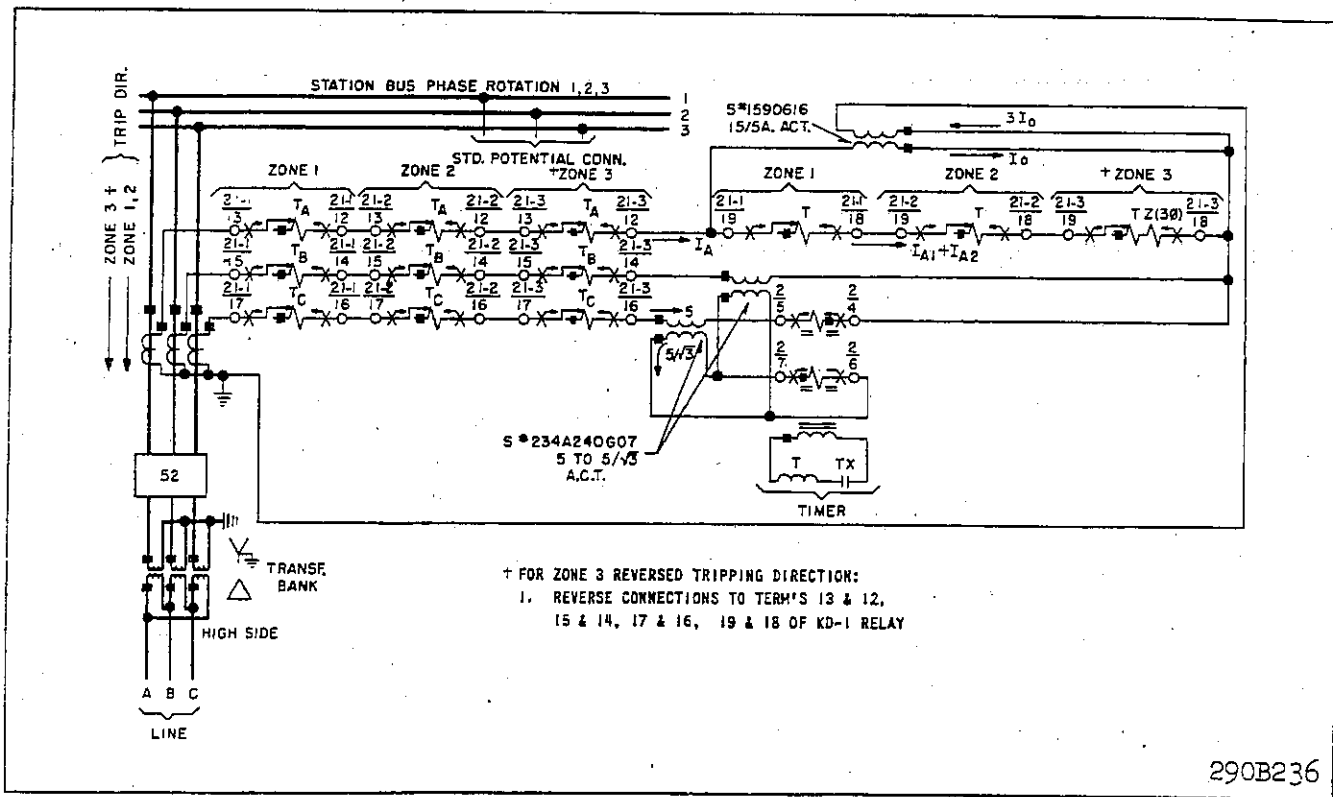 STATION BUS PHASE ROTATION 1,2,3
TRIP DIR.
ZONE 3 +
ZONE 1, 2
1
2
3
STD. POTENTIAL CONN.
S*1590616
15/5A. ACT.
3I₀
I₀
ZONE 1
ZONE 2
+ZONE 3
ZONE 1
ZONE 2
+ ZONE 3
21-1
13
TA
21-1
12
21-2
13
TA
21-2
12
21-3
13
TA
21-3
12
IA
21-1
19
T
21-1
18
IA1+IA2
21-2
19
T
21-2
18
21-3
19
T Z(30)
21-3
18
21-1
15
TB
21-1
14
21-2
15
TB
21-2
14
21-3
15
TB
21-3
14
21-1
17
TC
21-1
16
21-2
17
TC
21-2
16
21-3
17
TC
21-3
16
5
2
5
2
4
5/√3
2
7
2
6
S*234A240G07
5 TO 5/√3
A.C.T.
T
TX
TIMER
52
TRANSF.
BANK
HIGH SIDE
A B C
LINE
+ FOR ZONE 3 REVERSED TRIPPING DIRECTION:
1. REVERSE CONNECTIONS TO TERM'S 13 & 12,
15 & 14, 17 & 16, 19 & 18 OF KD-1 RELAY
290B236